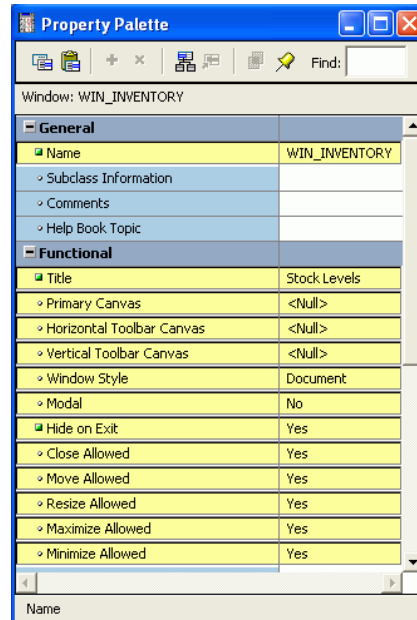 Property Palette
Find:
Window: WIN_INVENTORY
General
Name WIN_INVENTORY
Subclass Information
Comments
Help Book Topic
Functional
Title Stock Levels
Primary Canvas <Null>
Horizontal Toolbar Canvas <Null>
Vertical Toolbar Canvas <Null>
Window Style Document
Modal No
Hide on Exit Yes
Close Allowed Yes
Move Allowed Yes
Resize Allowed Yes
Maximize Allowed Yes
Minimize Allowed Yes
Name